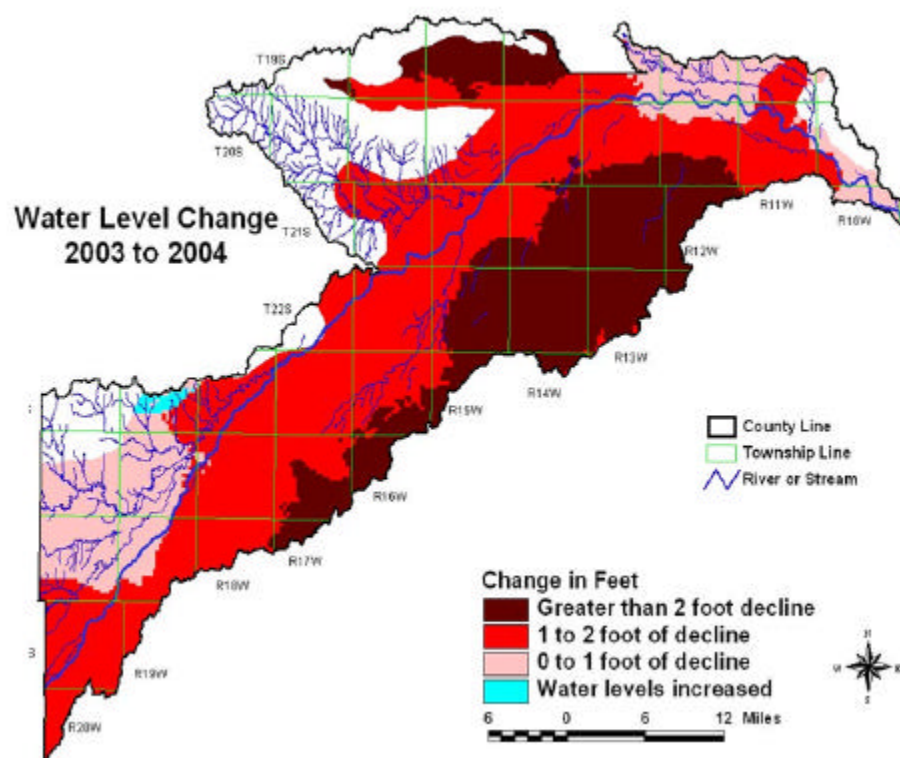 T19S
T20S
Water Level Change
2003 to 2004
T21S
R11W
R10W
R12W
T22S
R13W
R14W
R15W
County Line
Township Line
River or Stream
R16W
R17W
R18W
R19W
R20W
Change in Feet
Greater than 2 foot decline
1 to 2 foot of decline
0 to 1 foot of decline
Water levels increased
6 0 6 12 Miles
N
S